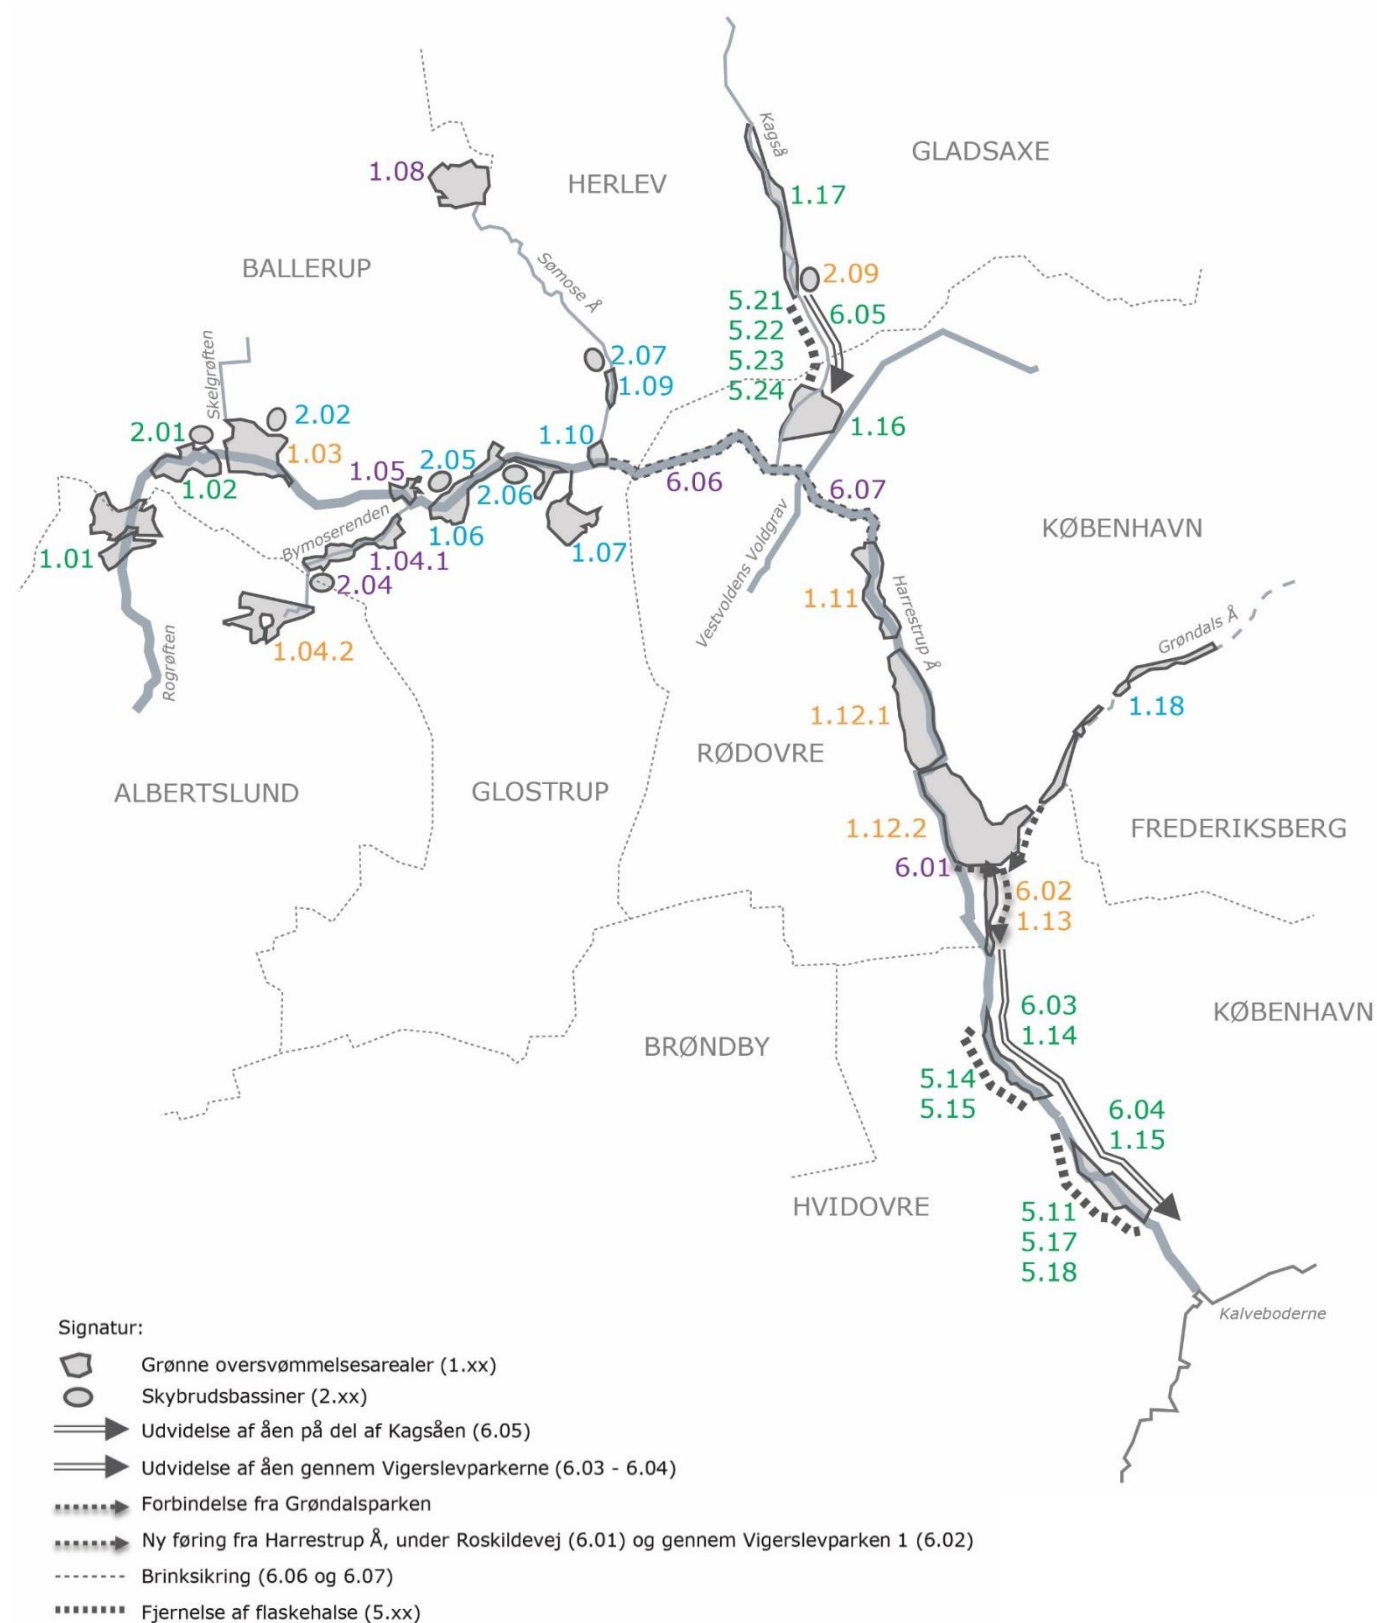 Kagså
GLADSAXE
1.08
HERLEV
1.17
BALLERUP
Sømose Å
2.09
5.21
6.05
5.22
5.23
5.24
Skelgrøften
2.07
1.09
2.01
2.02
1.16
1.10
1.03
2.05
1.05
1.02
2.06
6.06
6.07
Bymoserenden
1.06
Vestvoldens Voldgrav
KØBENHAVN
1.01
1.04.1
1.07
2.04
Harrestrup Å
1.11
Rogrøften
1.04.2
Grøndals Å
1.18
1.12.1
RØDOVRE
ALBERTSLUND
GLOSTRUP
1.12.2
FREDERIKSBERG
6.01
6.02
1.13
6.03
1.14
KØBENHAVN
BRØNDBY
5.14
5.15
6.04
1.15
HVIDOVRE
5.11
5.17
5.18
Kalveboderne
Signatur:
Grønne oversvømmelsesarealer (1.xx)
Skybrudsbassiner (2.xx)
Udvidelse af åen på del af Kagsåen (6.05)
Udvidelse af åen gennem Vigerslevparkerne (6.03 - 6.04)
Forbindelse fra Grøndalsparken
Ny føring fra Harrestrup Å, under Roskildevej (6.01) og gennem Vigerslevparken 1 (6.02)
Brinksikring (6.06 og 6.07)
Fjernelse af flaskehalse (5.xx)